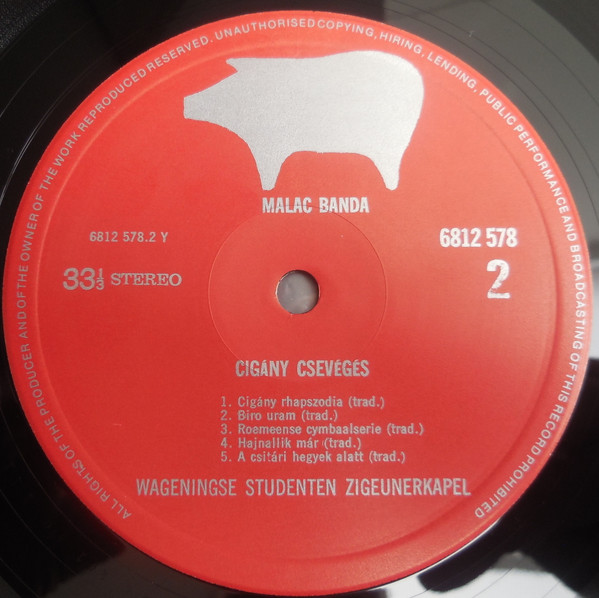 ALL RIGHTS OF THE PRODUCER AND OF THE OWNER OF THE WORK REPRODUCED RESERVED. UNAUTHORISED COPYING, HIRING, LENDING, PUBLIC PERFORMANCE AND BROADCASTING OF THIS RECORD PROHIBITED
MALAC BANDA
6812 578.2 Y
6812 578
33 1/3 STEREO
2
CIGÁNY CSEVÉGÉS
1. Cigány rhapszodia (trad.)
2. Biro uram (trad.)
3. Roemeense cymbaalserie (trad.)
4. Hajnallik már (trad.)
5. A csitári hegyek alatt (trad.)
WAGENINGSE STUDENTEN ZIGEUNERKAPEL